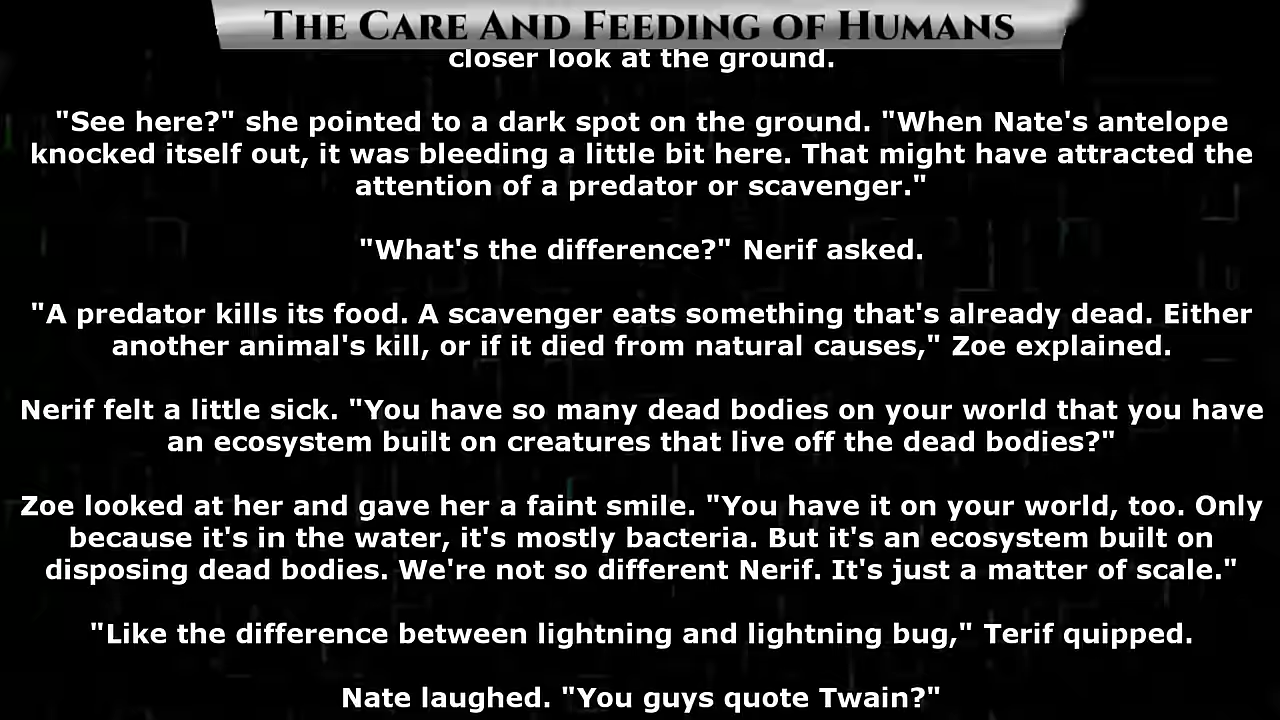 The Care And Feeding of Humans
closer look at the ground.
"See here?" she pointed to a dark spot on the ground. "When Nate's antelope
knocked itself out, it was bleeding a little bit here. That might have attracted the
attention of a predator or scavenger."
"What's the difference?" Nerif asked.
"A predator kills its food. A scavenger eats something that's already dead. Either
another animal's kill, or if it died from natural causes," Zoe explained.
Nerif felt a little sick. "You have so many dead bodies on your world that you have
an ecosystem built on creatures that live off the dead bodies?"
Zoe looked at her and gave her a faint smile. "You have it on your world, too. Only
because it's in the water, it's mostly bacteria. But it's an ecosystem built on
disposing dead bodies. We're not so different Nerif. It's just a matter of scale."
"Like the difference between lightning and lightning bug," Terif quipped.
Nate laughed. "You guys quote Twain?"